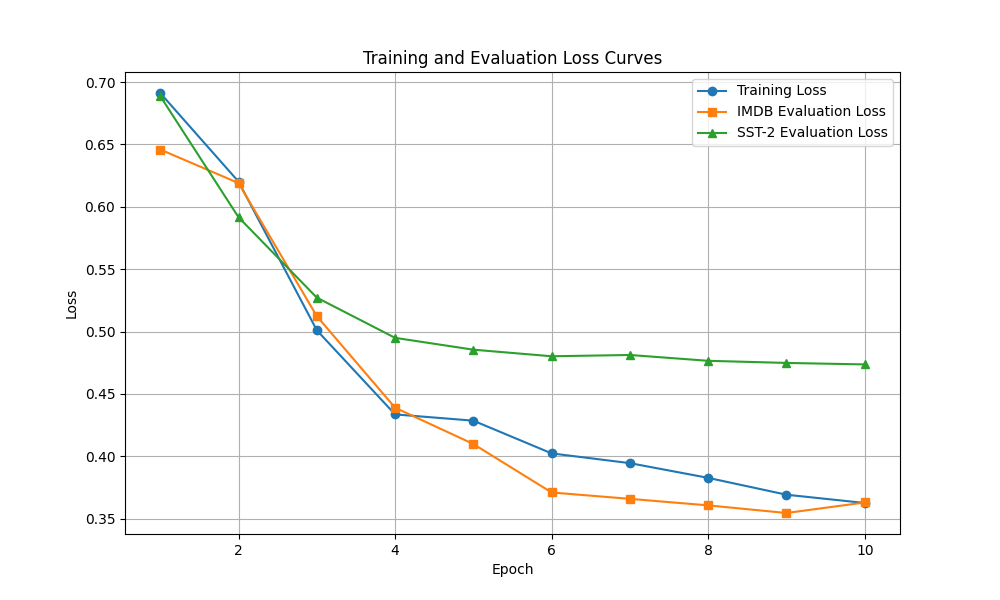 Training and Evaluation Loss Curves
Training Loss
IMDB Evaluation Loss
SST-2 Evaluation Loss
Loss
0.70
0.65
0.60
0.55
0.50
0.45
0.40
0.35
2 4 6 8 10
Epoch